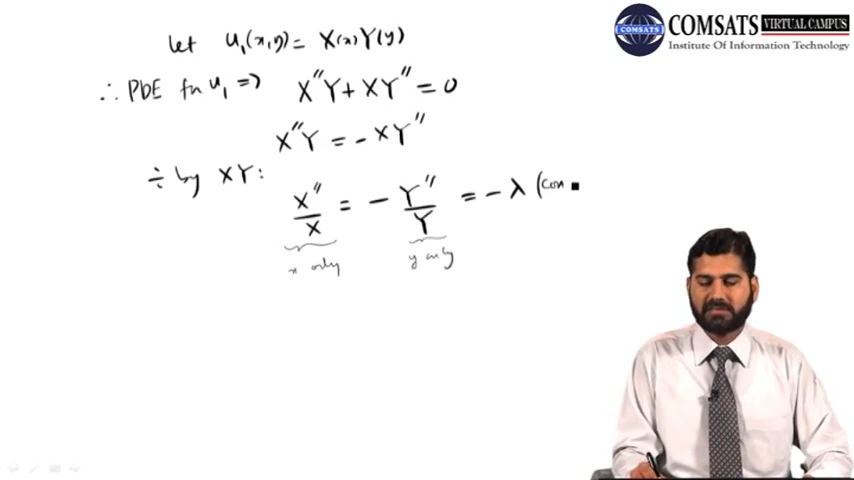 COMSATS VIRTUAL CAMPUS
COMSATS
Institute Of Information Technology
let u₁(x,y) = X(x)Y(y)
∴ PDE for u₁ ⇒ X″Y + XY″ = 0
X″Y = -XY″
÷ by XY:
X″/X = -Y″/Y = -λ (con
x only y only